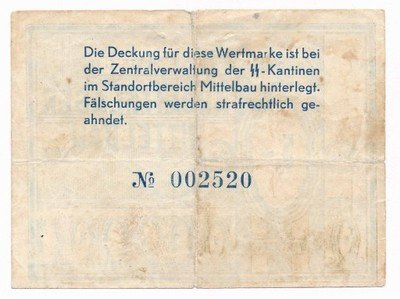 Die Deckung für diese Wertmarke ist bei
der Zentralverwaltung der SS-Kantinen
im Standortbereich Mittelbau hinterlegt.
Fälschungen werden strafrechtlich ge-
ahndet.
№ 002520